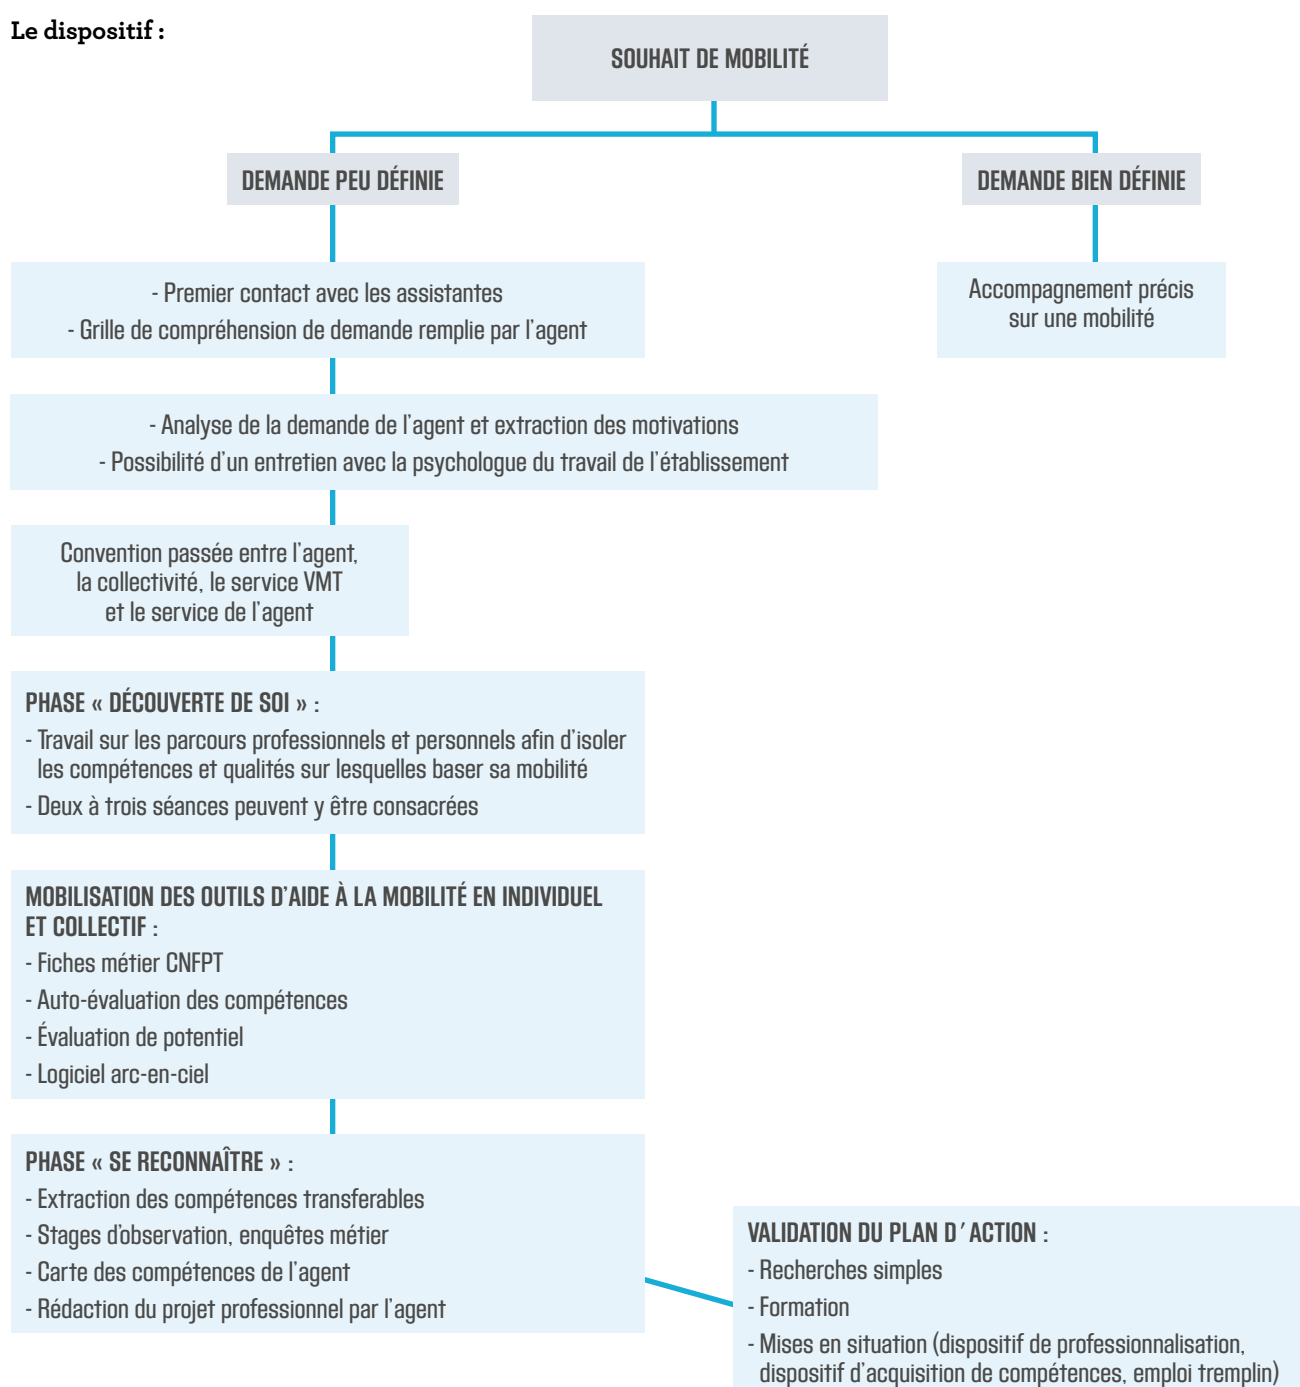 Le dispositif :
SOUHAIT DE MOBILITÉ
DEMANDE PEU DÉFINIE
DEMANDE BIEN DÉFINIE
- Premier contact avec les assistantes
- Grille de compréhension de demande remplie par l'agent
Accompagnement précis
sur une mobilité
- Analyse de la demande de l'agent et extraction des motivations
- Possibilité d'un entretien avec la psychologue du travail de l'établissement
Convention passée entre l'agent,
la collectivité, le service VMT
et le service de l'agent
PHASE « DÉCOUVERTE DE SOI » :
- Travail sur les parcours professionnels et personnels afin d'isoler
les compétences et qualités sur lesquelles baser sa mobilité
- Deux à trois séances peuvent y être consacrées
MOBILISATION DES OUTILS D'AIDE À LA MOBILITÉ EN INDIVIDUEL
ET COLLECTIF :
- Fiches métier CNFPT
- Auto-évaluation des compétences
- Évaluation de potentiel
- Logiciel arc-en-ciel
PHASE « SE RECONNAÎTRE » :
- Extraction des compétences transferables
- Stages d'observation, enquêtes métier
- Carte des compétences de l'agent
- Rédaction du projet professionnel par l'agent
VALIDATION DU PLAN D'ACTION :
- Recherches simples
- Formation
- Mises en situation (dispositif de professionnalisation,
dispositif d'acquisition de compétences, emploi tremplin)